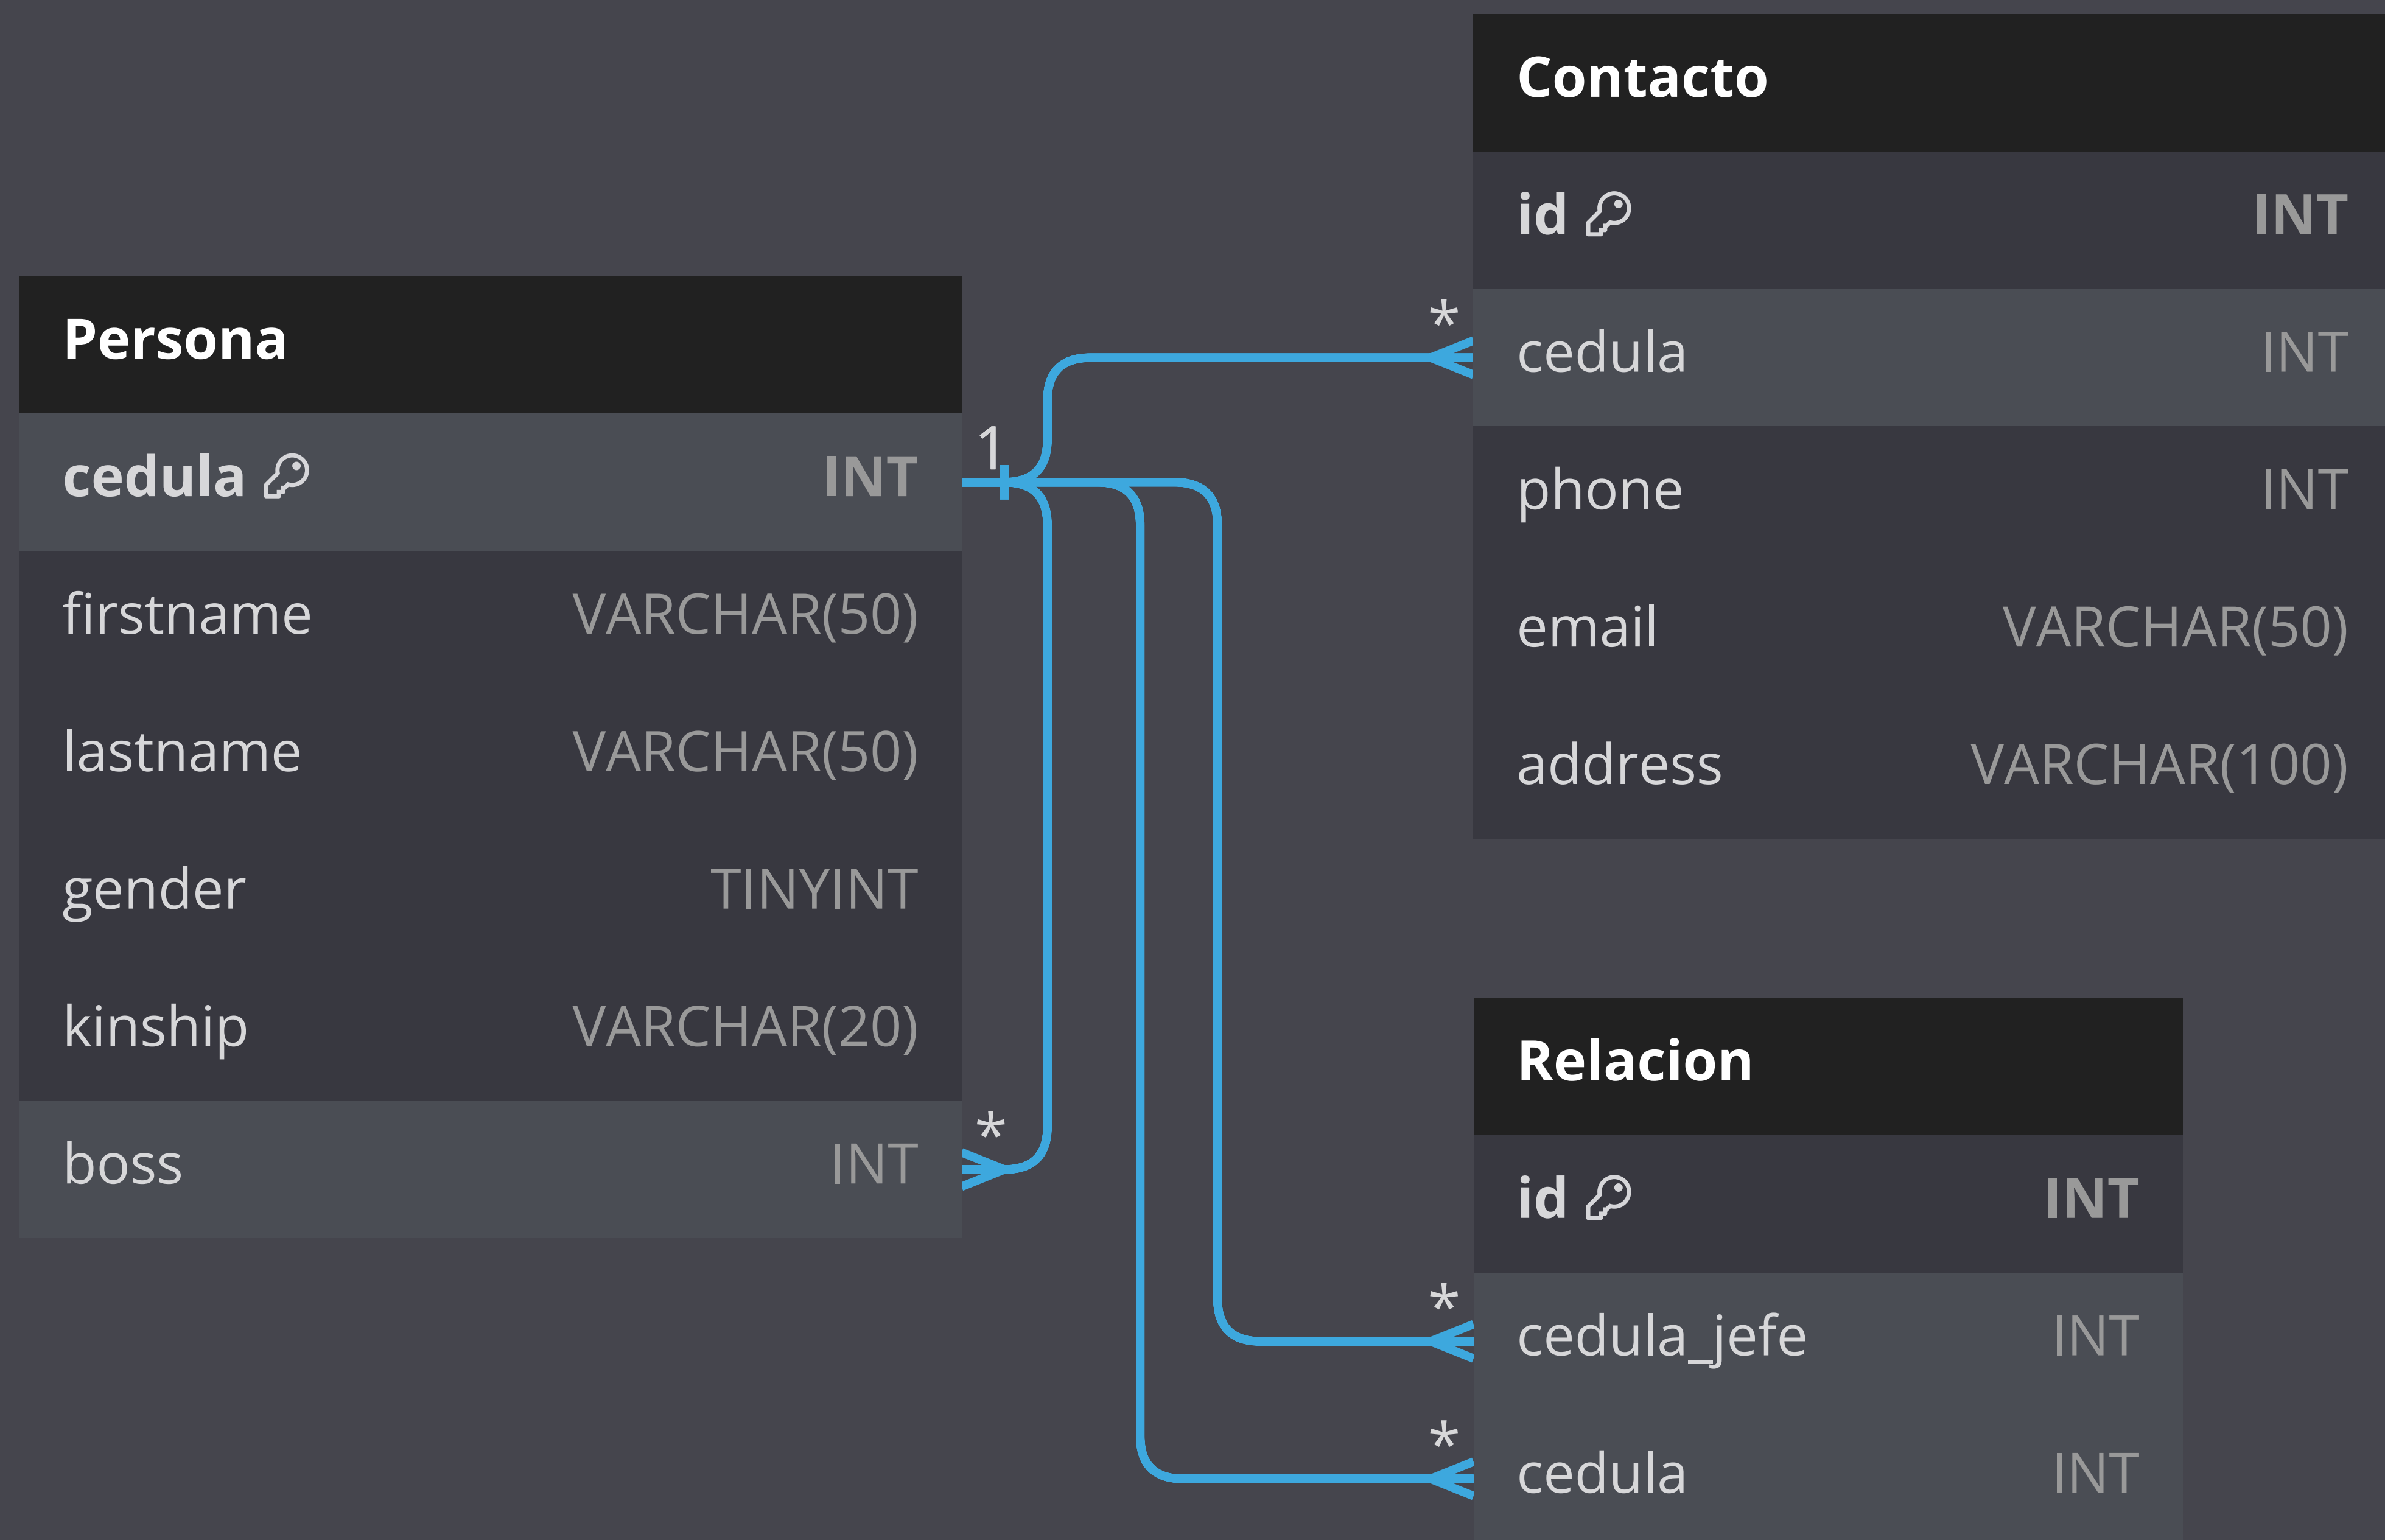 Persona
cedula INT
firstname VARCHAR(50)
lastname VARCHAR(50)
gender TINYINT
kinship VARCHAR(20)
boss INT
1
*
*
*
*
Contacto
id INT
cedula INT
phone INT
email VARCHAR(50)
address VARCHAR(100)
Relacion
id INT
cedula_jefe INT
cedula INT